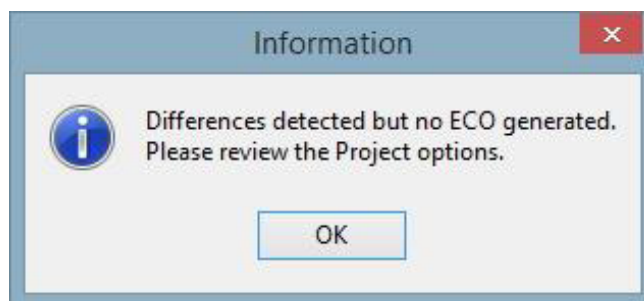 Information
Differences detected but no ECO generated.
Please review the Project options.
OK